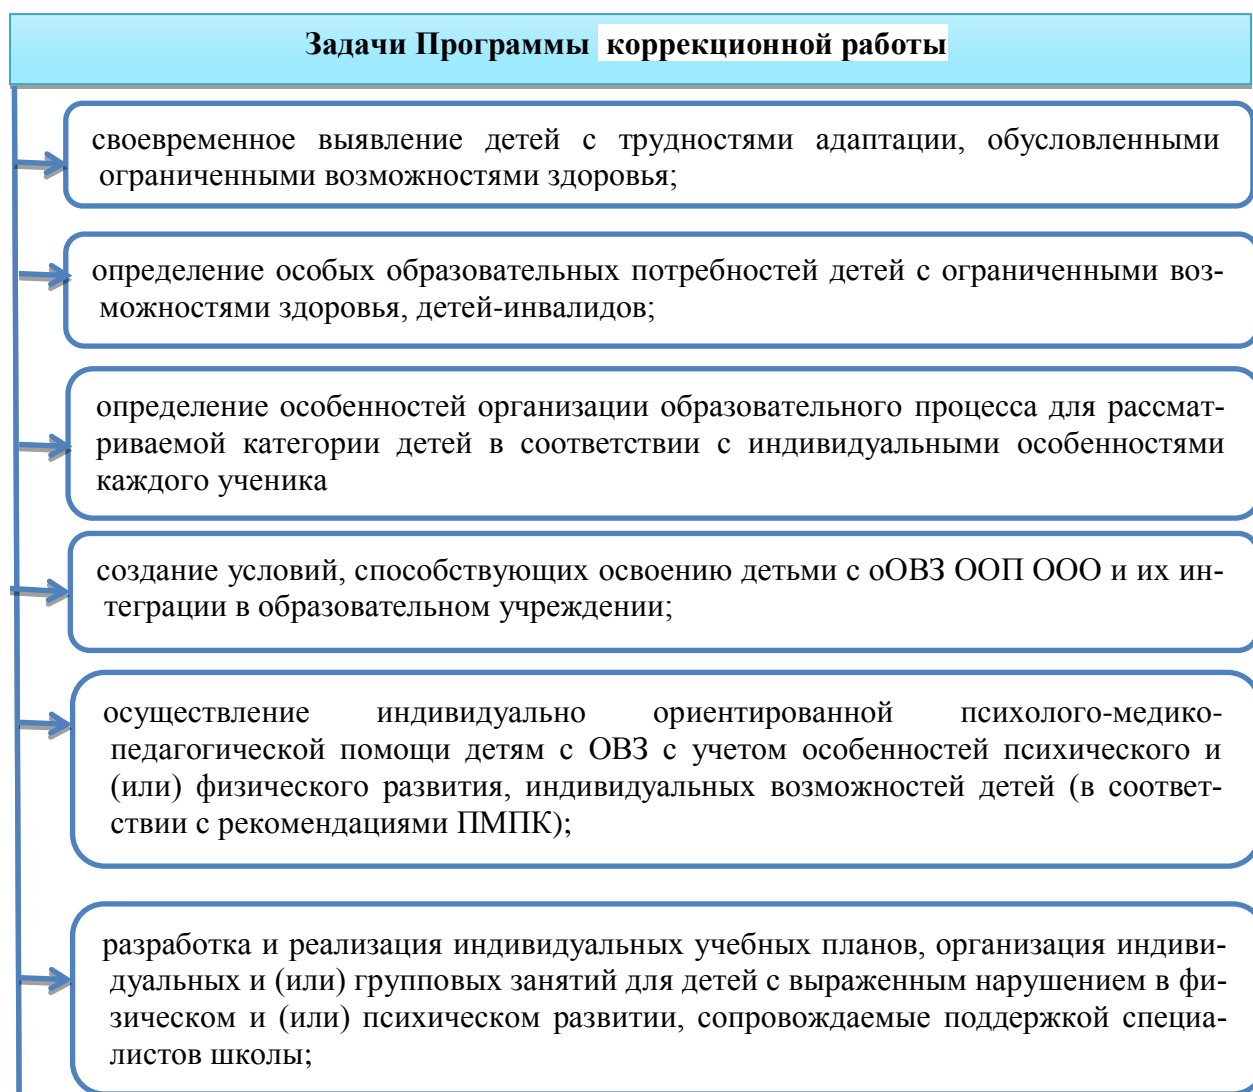 Задачи Программы коррекционной работы
своевременное выявление детей с трудностями адаптации, обусловленными
ограниченными возможностями здоровья;
определение особых образовательных потребностей детей с ограниченными воз-
можностями здоровья, детей-инвалидов;
определение особенностей организации образовательного процесса для рассмат-
риваемой категории детей в соответствии с индивидуальными особенностями
каждого ученика
создание условий, способствующих освоению детьми с оОВЗ ООП ООО и их ин-
теграции в образовательном учреждении;
осуществление индивидуально ориентированной психолого-медико-
педагогической помощи детям с ОВЗ с учетом особенностей психического и
(или) физического развития, индивидуальных возможностей детей (в соответ-
ствии с рекомендациями ПМПК);
разработка и реализация индивидуальных учебных планов, организация индиви-
дуальных и (или) групповых занятий для детей с выраженным нарушением в фи-
зическом и (или) психическом развитии, сопровождаемые поддержкой специа-
листов школы;